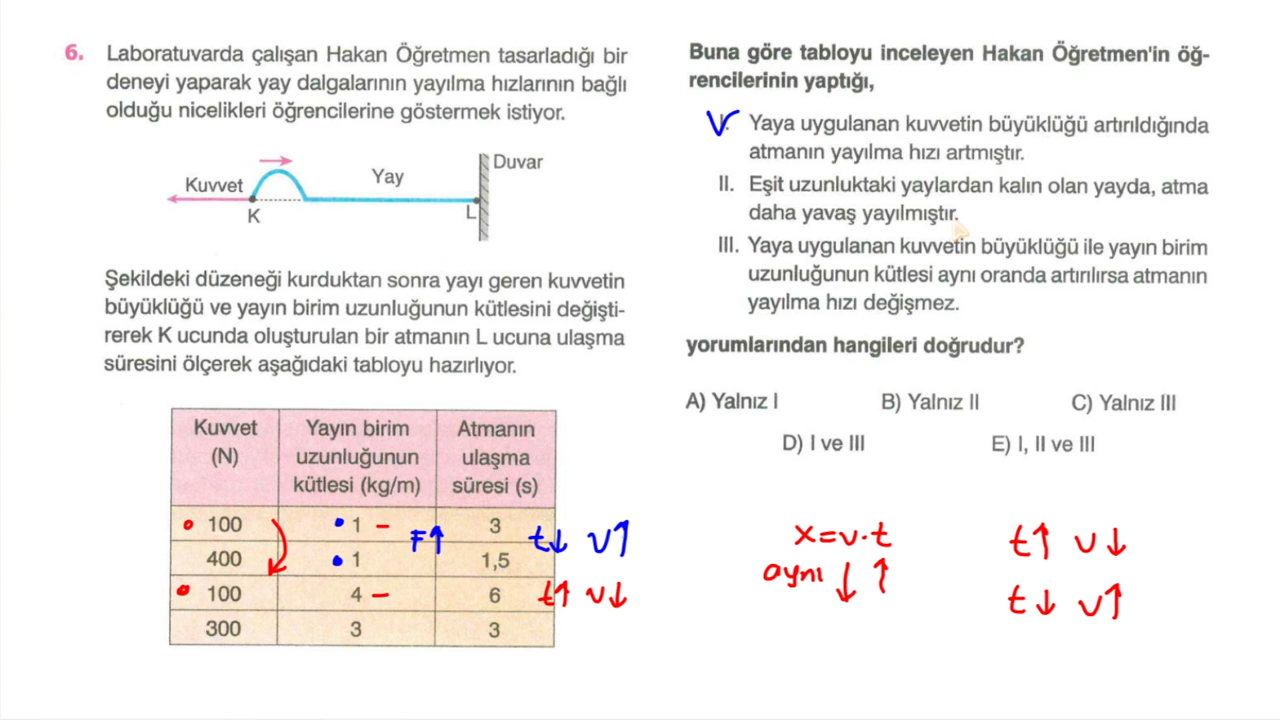 6. Laboratuvarda çalışan Hakan Öğretmen tasarladığı bir
deneyi yaparak yay dalgalarının yayılma hızlarının bağlı
olduğu nicelikleri öğrencilerine göstermek istiyor.
Kuvvet
Yay
Duvar
K
L
Şekildeki düzeneği kurduktan sonra yayı geren kuvvetin
büyüklüğü ve yayın birim uzunluğunun kütlesini değişti-
rerek K ucunda oluşturulan bir atmanın L ucuna ulaşma
süresini ölçerek aşağıdaki tabloyu hazırlıyor.
Kuvvet (N)
Yayın birim uzunluğunun kütlesi (kg/m)
Atmanın ulaşma süresi (s)
100 1 - 3
400 1 1,5
100 4 - 6
300 3 3
F↑
t↓ v↑
t↑ v↓
Buna göre tabloyu inceleyen Hakan Öğretmen'in öğ-
rencilerinin yaptığı,
I. Yaya uygulanan kuvvetin büyüklüğü artırıldığında
atmanın yayılma hızı artmıştır.
II. Eşit uzunluktaki yaylardan kalın olan yayda, atma
daha yavaş yayılmıştır.
III. Yaya uygulanan kuvvetin büyüklüğü ile yayın birim
uzunluğunun kütlesi aynı oranda artırılırsa atmanın
yayılma hızı değişmez.
yorumlarından hangileri doğrudur?
A) Yalnız I B) Yalnız II C) Yalnız III
D) I ve III E) I, II ve III
x=v.t
aynı ↓ ↑
t↑ v↓
t↓ v↑